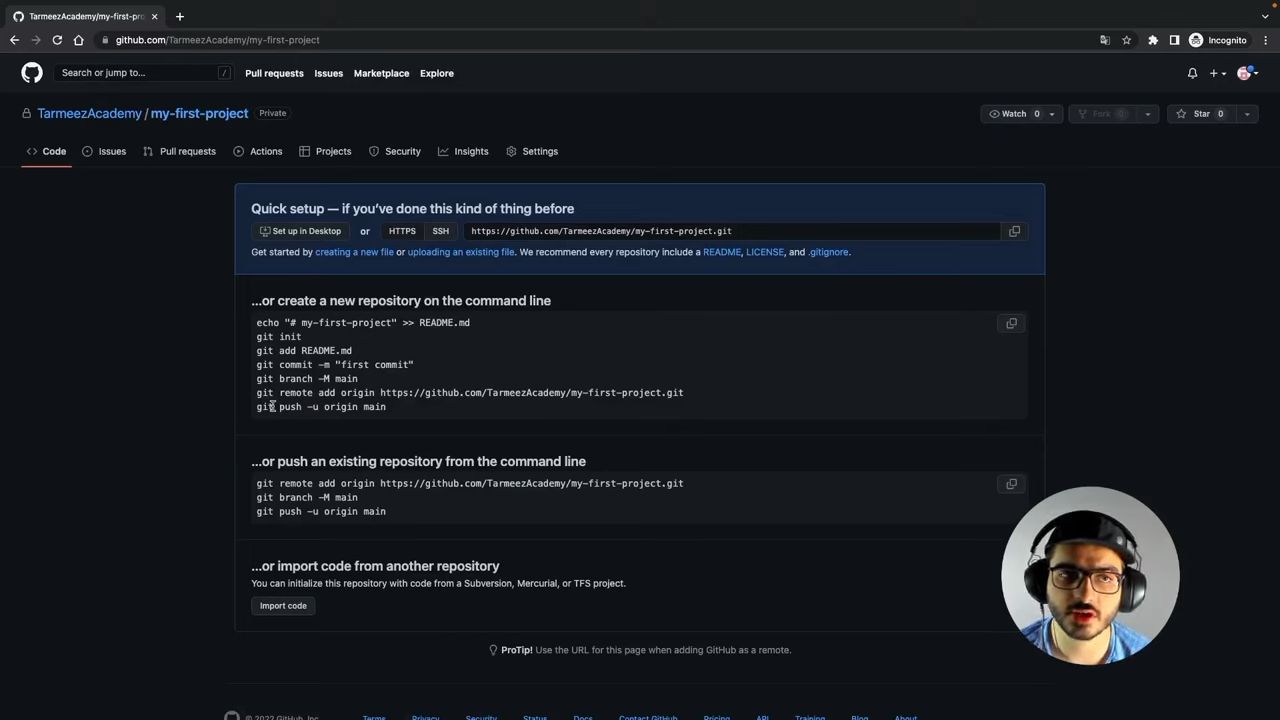 TarmeezAcademy/my-first-pro
github.com/TarmeezAcademy/my-first-project
Incognito
Search or jump to...
/
Pull requests
Issues
Marketplace
Explore
TarmeezAcademy / my-first-project
Private
Watch 0
Fork 0
Star 0
Code
Issues
Pull requests
Actions
Projects
Security
Insights
Settings
Quick setup — if you've done this kind of thing before
Set up in Desktop
or
HTTPS
SSH
https://github.com/TarmeezAcademy/my-first-project.git
Get started by creating a new file or uploading an existing file. We recommend every repository include a README, LICENSE, and .gitignore.
...or create a new repository on the command line
echo "# my-first-project" >> README.md
git init
git add README.md
git commit -m "first commit"
git branch -M main
git remote add origin https://github.com/TarmeezAcademy/my-first-project.git
git push -u origin main
...or push an existing repository from the command line
git remote add origin https://github.com/TarmeezAcademy/my-first-project.git
git branch -M main
git push -u origin main
...or import code from another repository
You can initialize this repository with code from a Subversion, Mercurial, or TFS project.
Import code
ProTip! Use the URL for this page when adding GitHub as a remote.
© 2022 GitHub, Inc.
Terms
Privacy
Security
Status
Docs
Contact GitHub
Pricing
API
Training
Blog
About